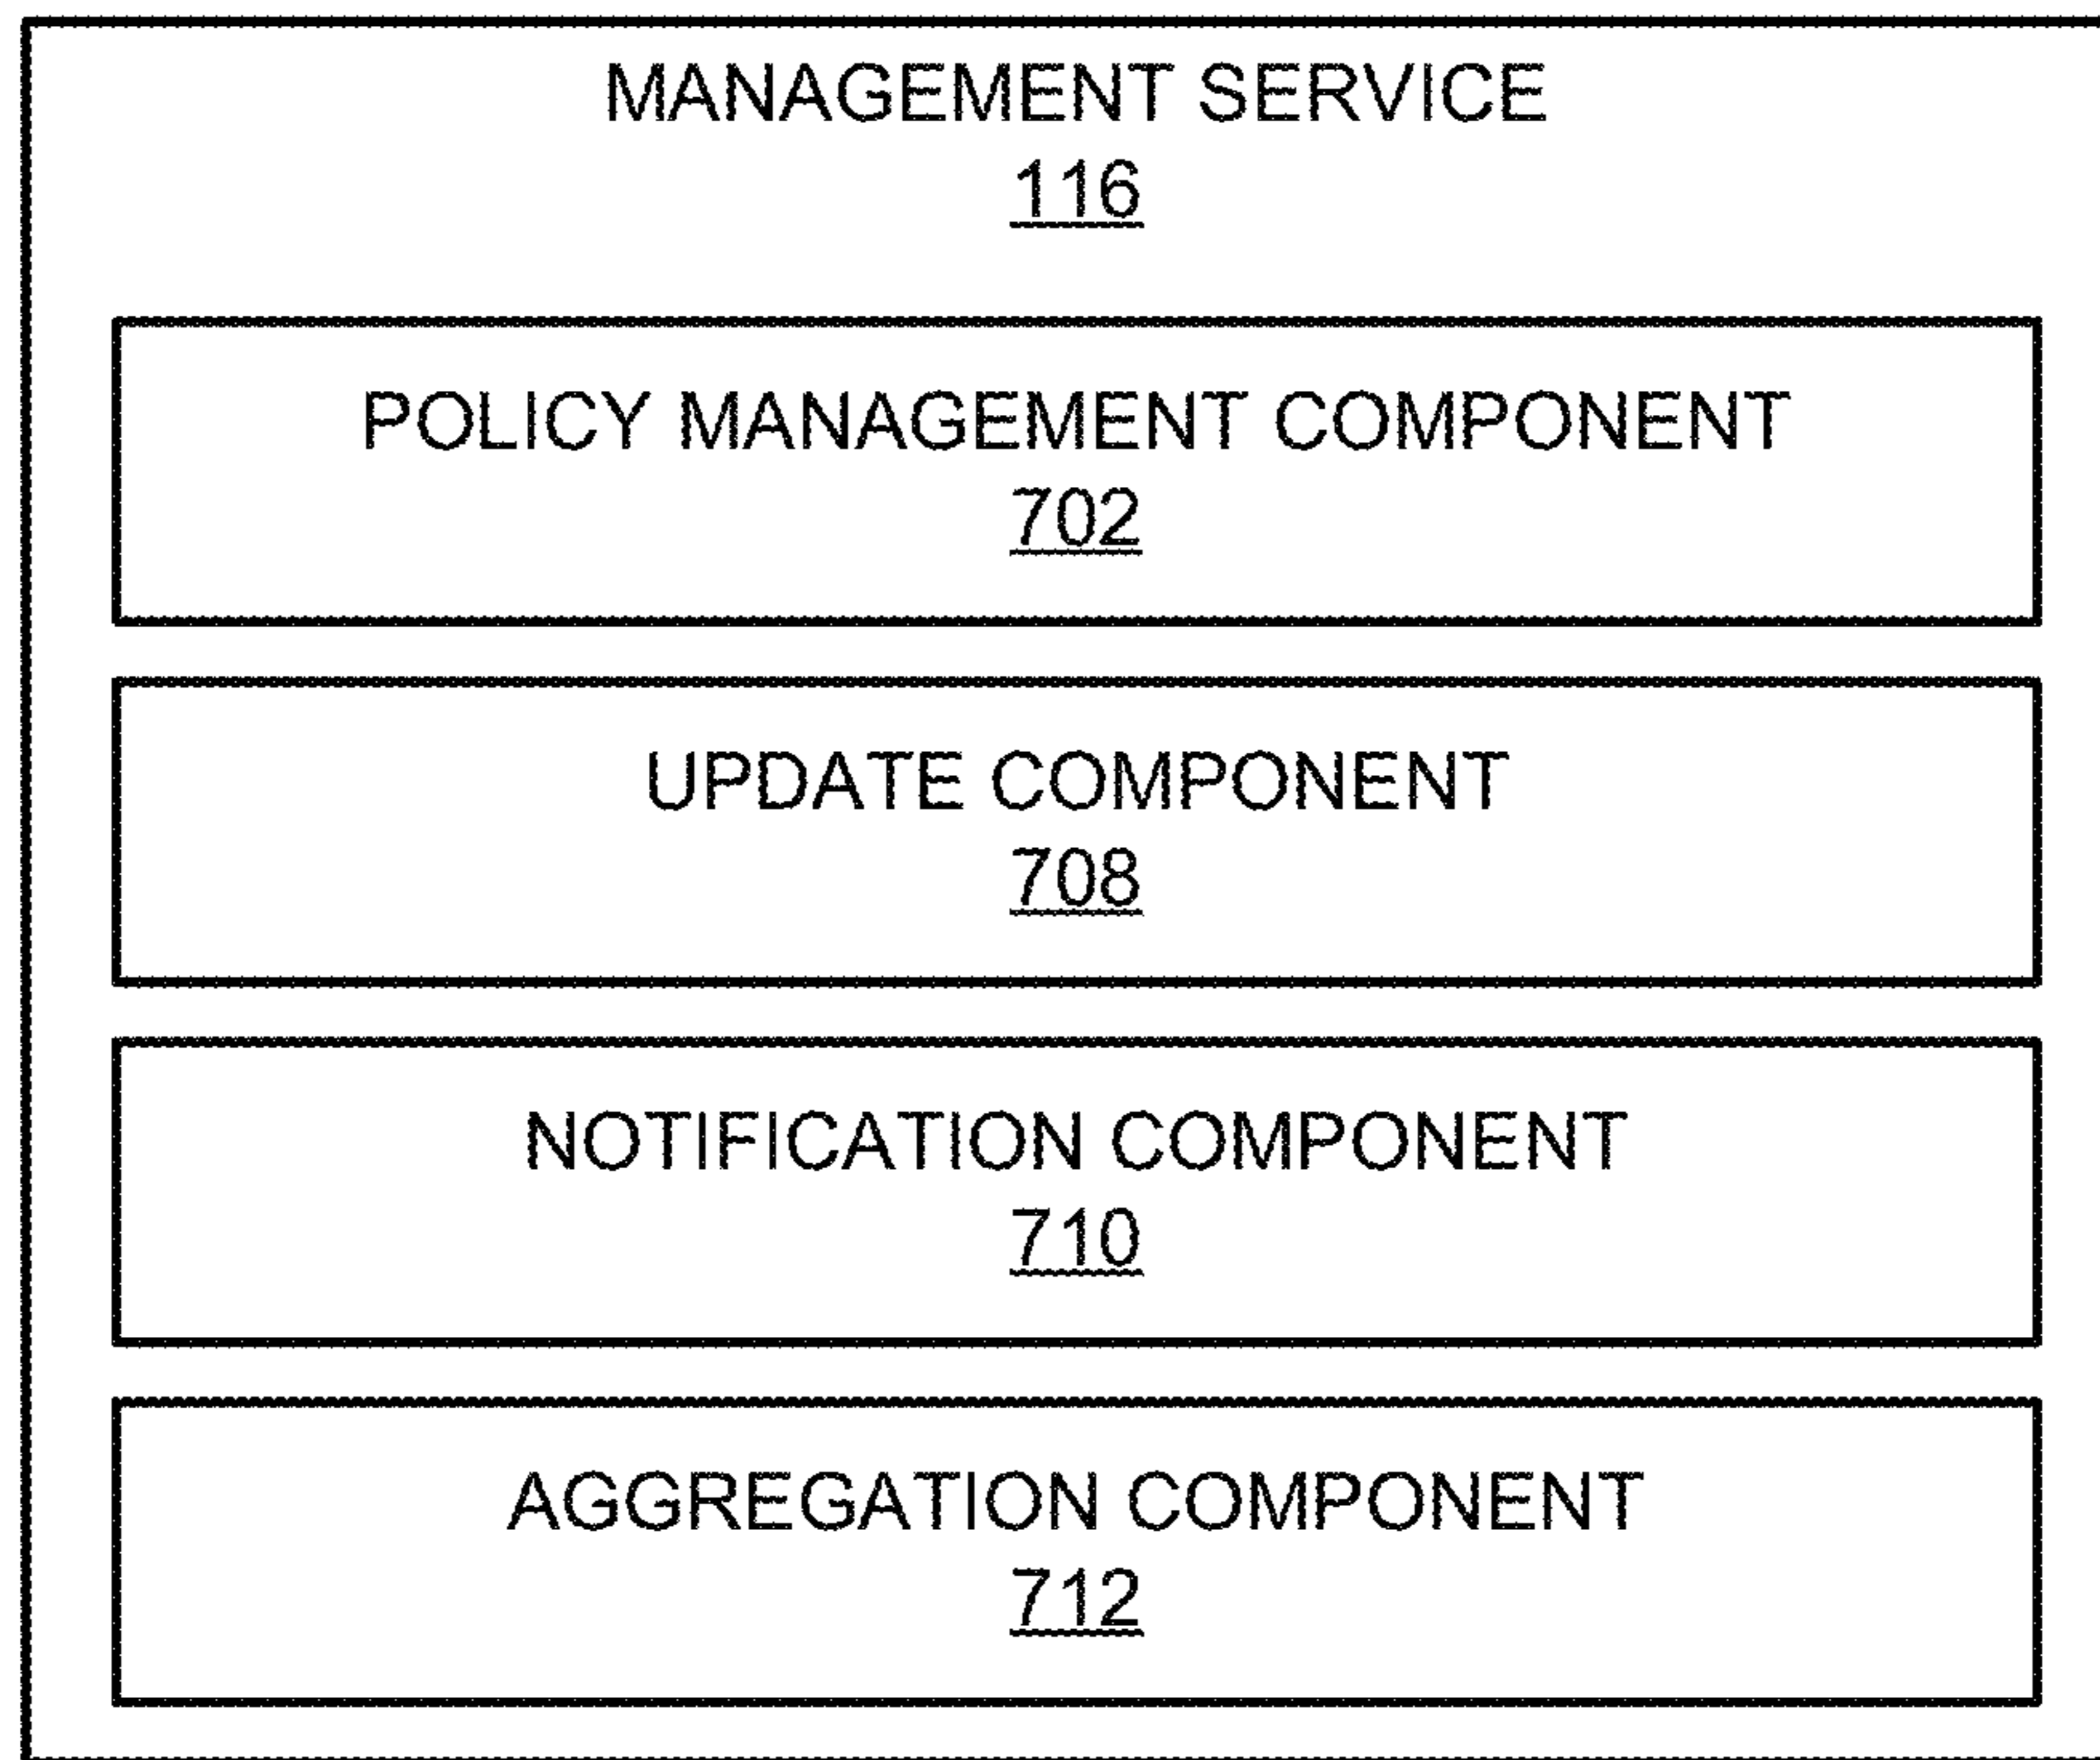 MANAGEMENT SERVICE
116
POLICY MANAGEMENT COMPONENT
702
UPDATE COMPONENT
708
NOTIFICATION COMPONENT
710
AGGREGATION COMPONENT
712